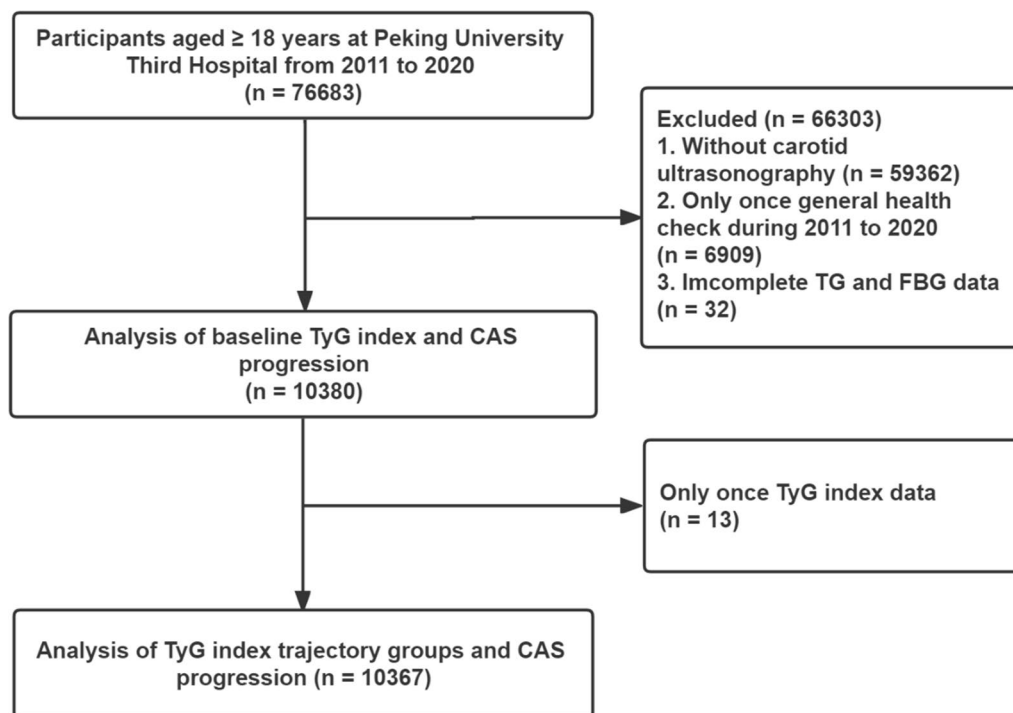 Participants aged ≥ 18 years at Peking University
Third Hospital from 2011 to 2020
(n = 76683)
Excluded (n = 66303)
1. Without carotid
ultrasonography (n = 59362)
2. Only once general health
check during 2011 to 2020
(n = 6909)
3. Imcomplete TG and FBG data
(n = 32)
Analysis of baseline TyG index and CAS
progression
(n = 10380)
Only once TyG index data
(n = 13)
Analysis of TyG index trajectory groups and CAS
progression (n = 10367)